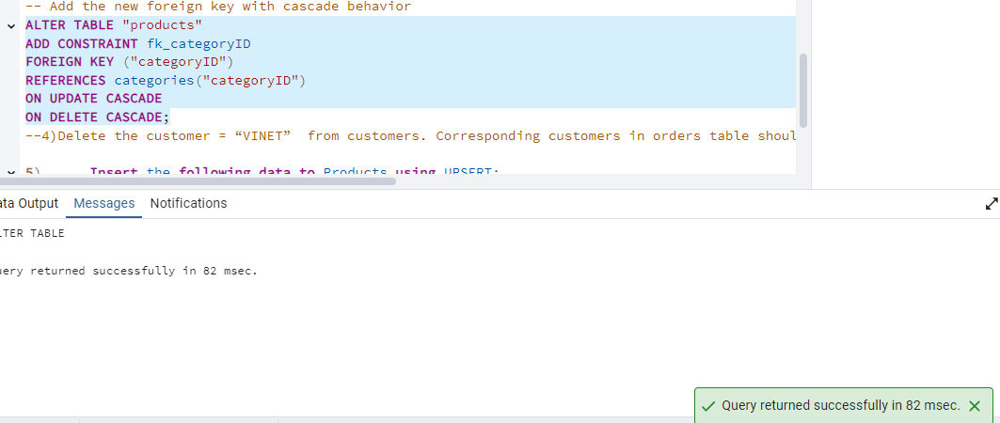 -- Add the new foreign key with cascade behavior
ALTER TABLE "products"
ADD CONSTRAINT fk_categoryID
FOREIGN KEY ("categoryID")
REFERENCES categories("categoryID")
ON UPDATE CASCADE
ON DELETE CASCADE;
--4)Delete the customer = “VINET”  from customers. Corresponding customers in orders table shoul
5)      Insert the following data to Products using UPSERT:
ata Output Messages Notifications
LTER TABLE
uery returned successfully in 82 msec.
Query returned successfully in 82 msec.